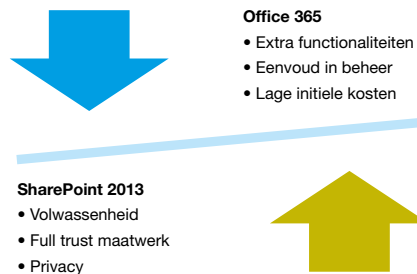 Office 365
• Extra functionaliteiten
• Eenvoud in beheer
• Lage initiele kosten
SharePoint 2013
• Volwassenheid
• Full trust maatwerk
• Privacy